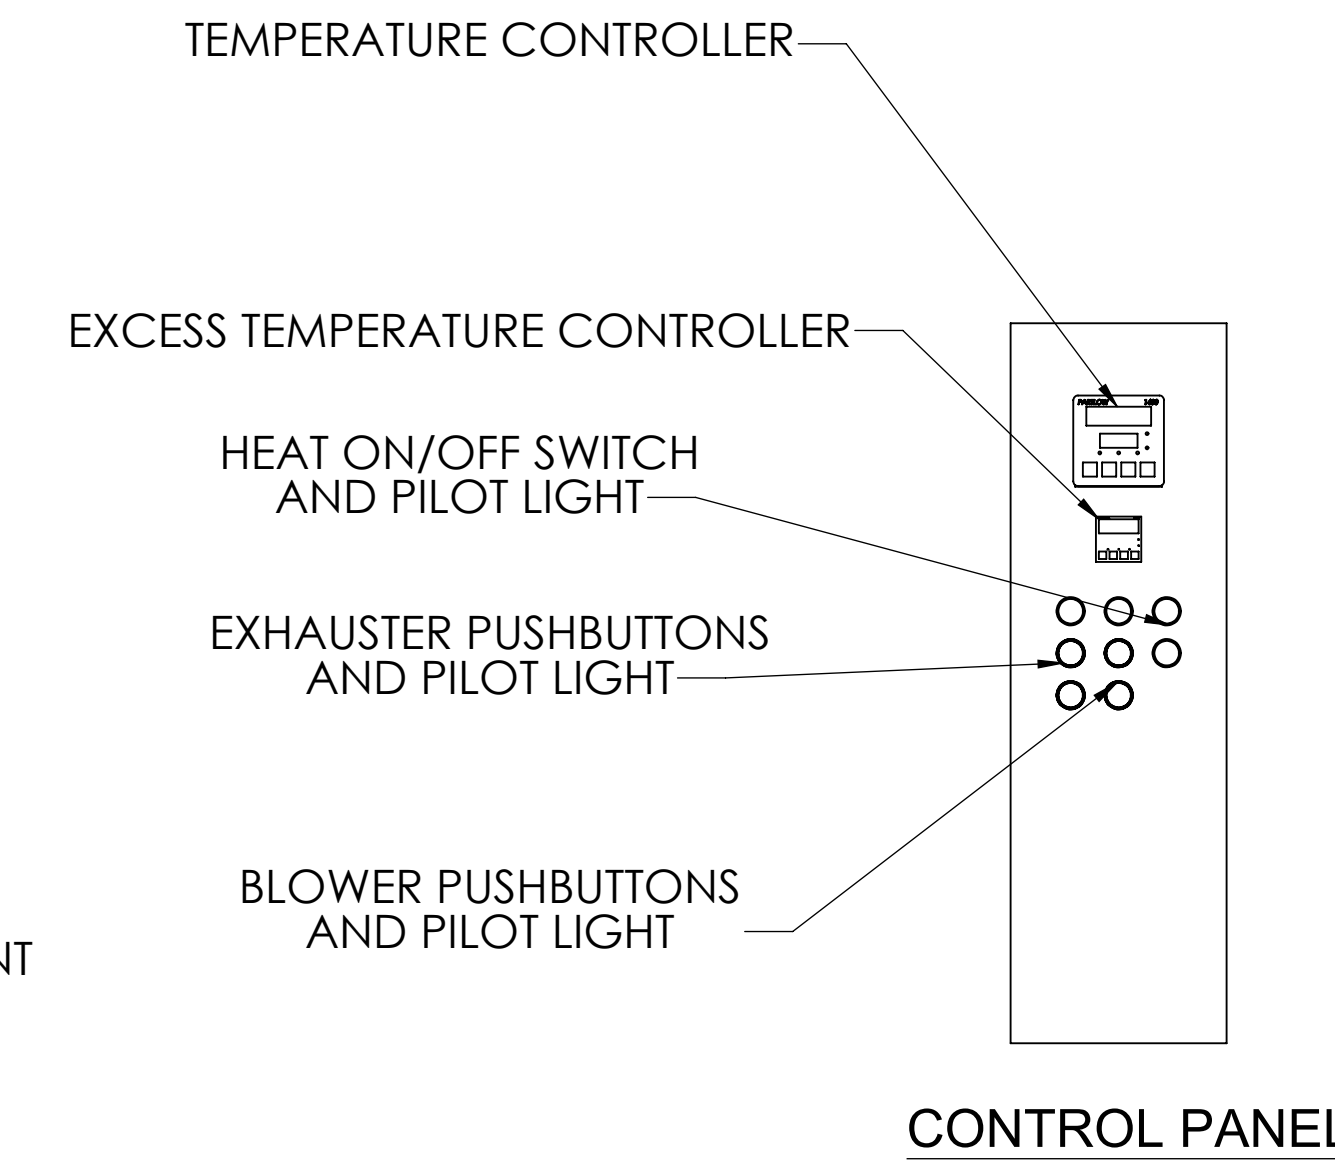 TEMPERATURE CONTROLLER
EXCESS TEMPERATURE CONTROLLER
HEAT ON/OFF SWITCH
AND PILOT LIGHT
EXHAUSTER PUSHBUTTONS
AND PILOT LIGHT
BLOWER PUSHBUTTONS
AND PILOT LIGHT
NT
CONTROL PANEL